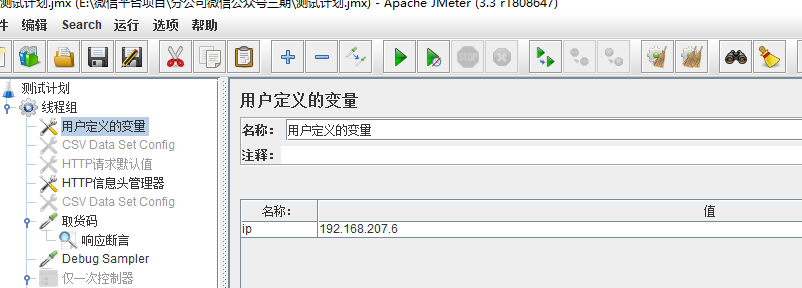 测试计划.jmx (E:\微信平台项目\分公司微信公众号三期\测试计划.jmx) - Apache JMeter (3.3 r1808647)
件 编辑 Search 运行 选项 帮助
STOP
测试计划
线程组
用户定义的变量
CSV Data Set Config
HTTP请求默认值
HTTP信息头管理器
CSV Data Set Config
取货码
响应断言
Debug Sampler
仅一次控制器
用户定义的变量
名称： 用户定义的变量
注释：
名称： 值
ip 192.168.207.6